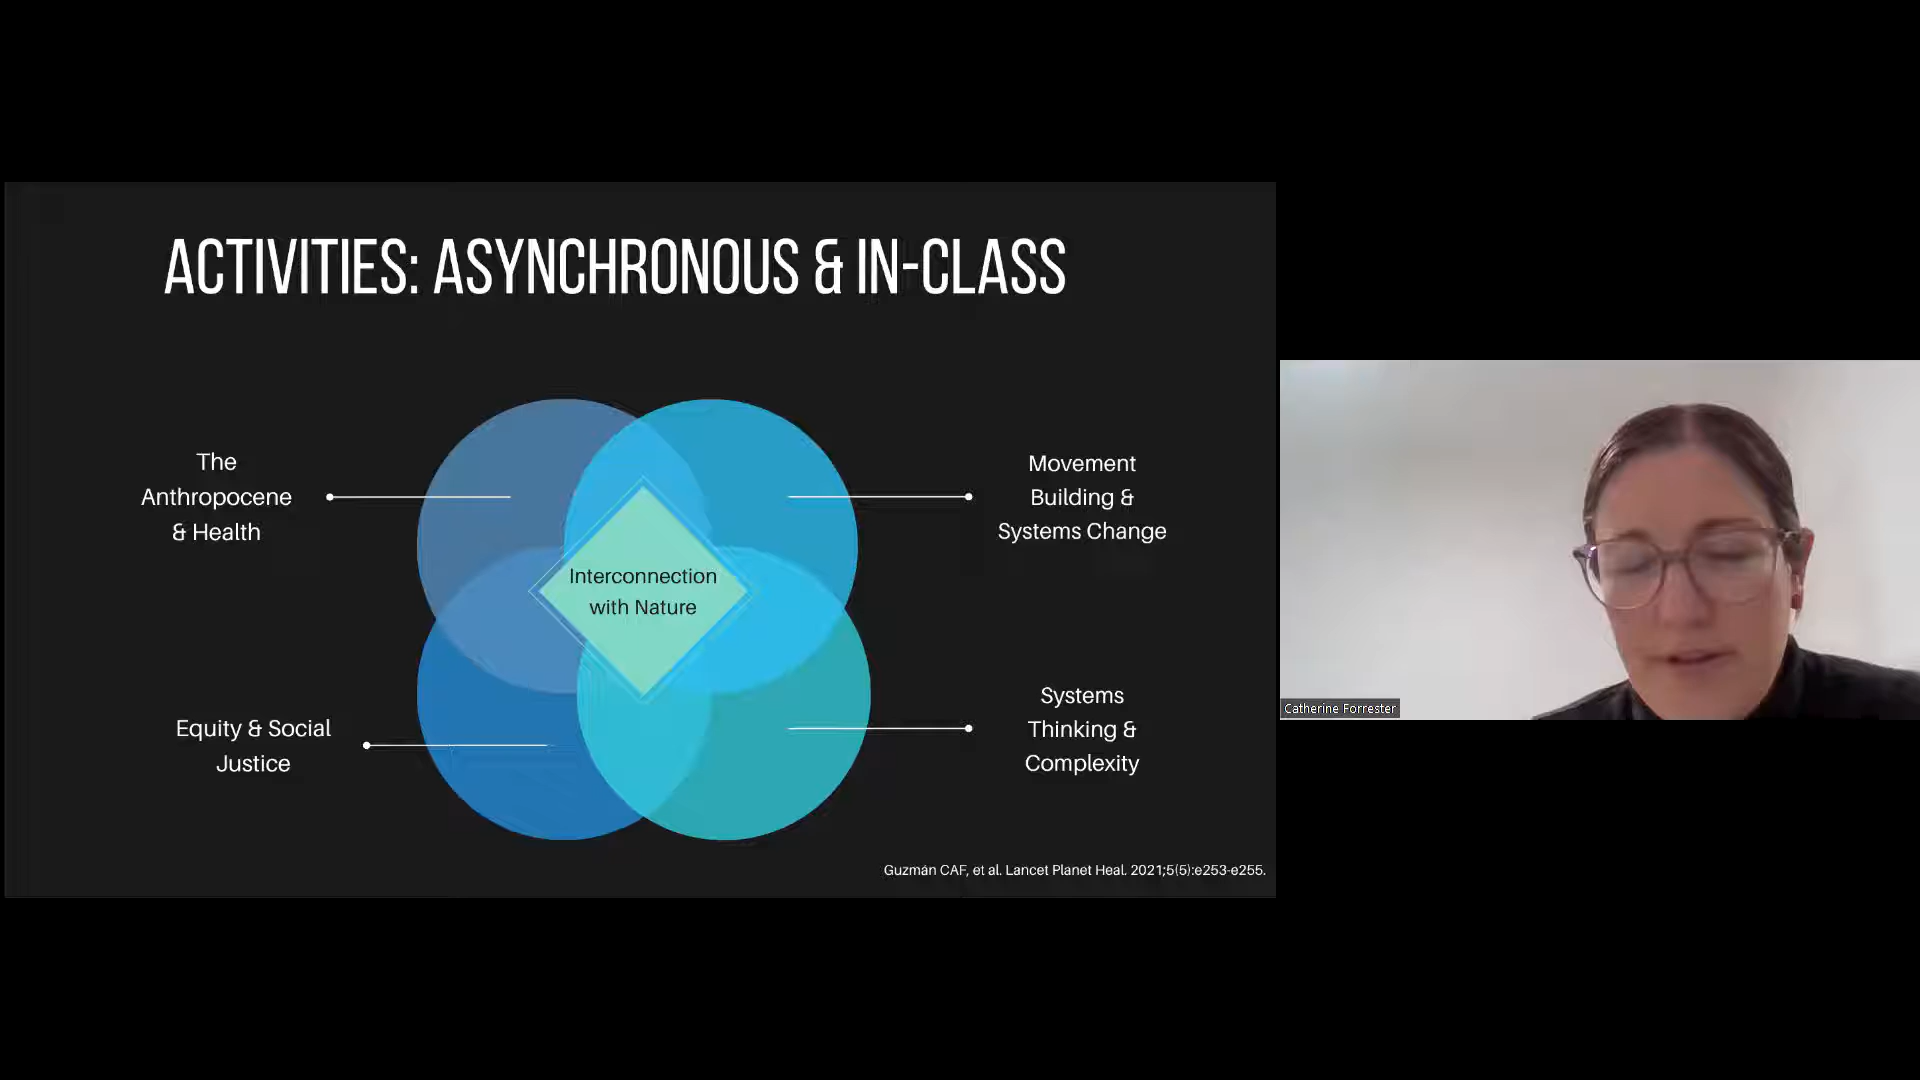 ACTIVITIES: ASYNCHRONOUS & IN-CLASS
The
Anthropocene
& Health
Movement
Building &
Systems Change
Interconnection
with Nature
Equity & Social
Justice
Systems
Thinking &
Complexity
Guzmán CAF, et al. Lancet Planet Heal. 2021;5(5):e253-e255.
Catherine Forrester